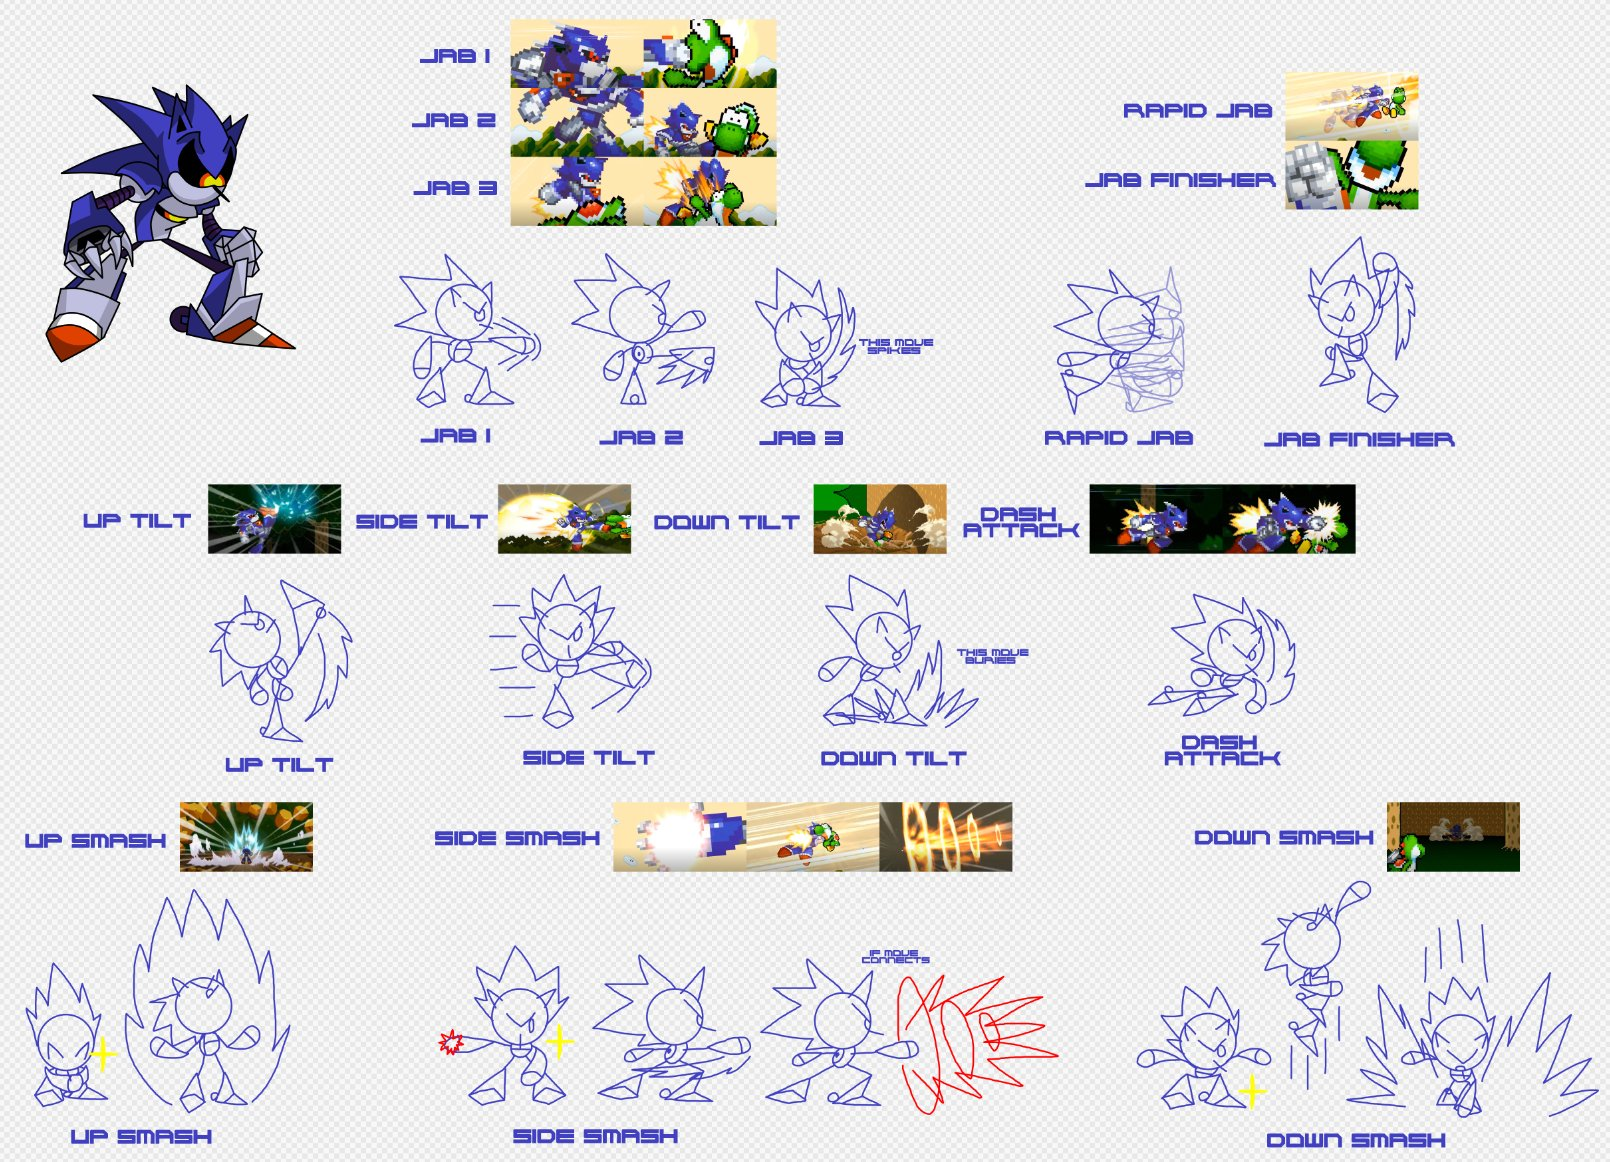 JAB 1
JAB 2
JAB 3
RAPID JAB
JAB FINISHER
THIS MOVE
SPIKES
JAB 1
JAB 2
JAB 3
RAPID JAB
JAB FINISHER
UP TILT
SIDE TILT
DOWN TILT
DASH
ATTACK
THIS MOVE
BURIES
UP TILT
SIDE TILT
DOWN TILT
DASH
ATTACK
UP SMASH
SIDE SMASH
DOWN SMASH
IF MOVE
CONNECTS
UP SMASH
SIDE SMASH
DOWN SMASH